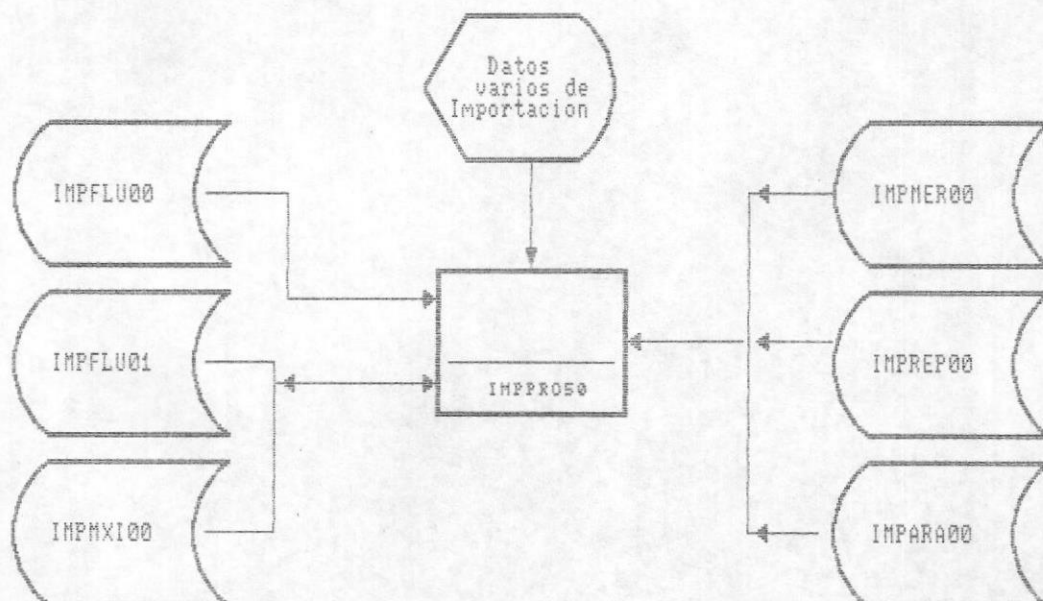 Datos
varios de
Importacion
IMPFLU00
IMPMER00
IMPFLU01
IMPREP00
IMPPRO50
IMPMXI00
IMPARA00